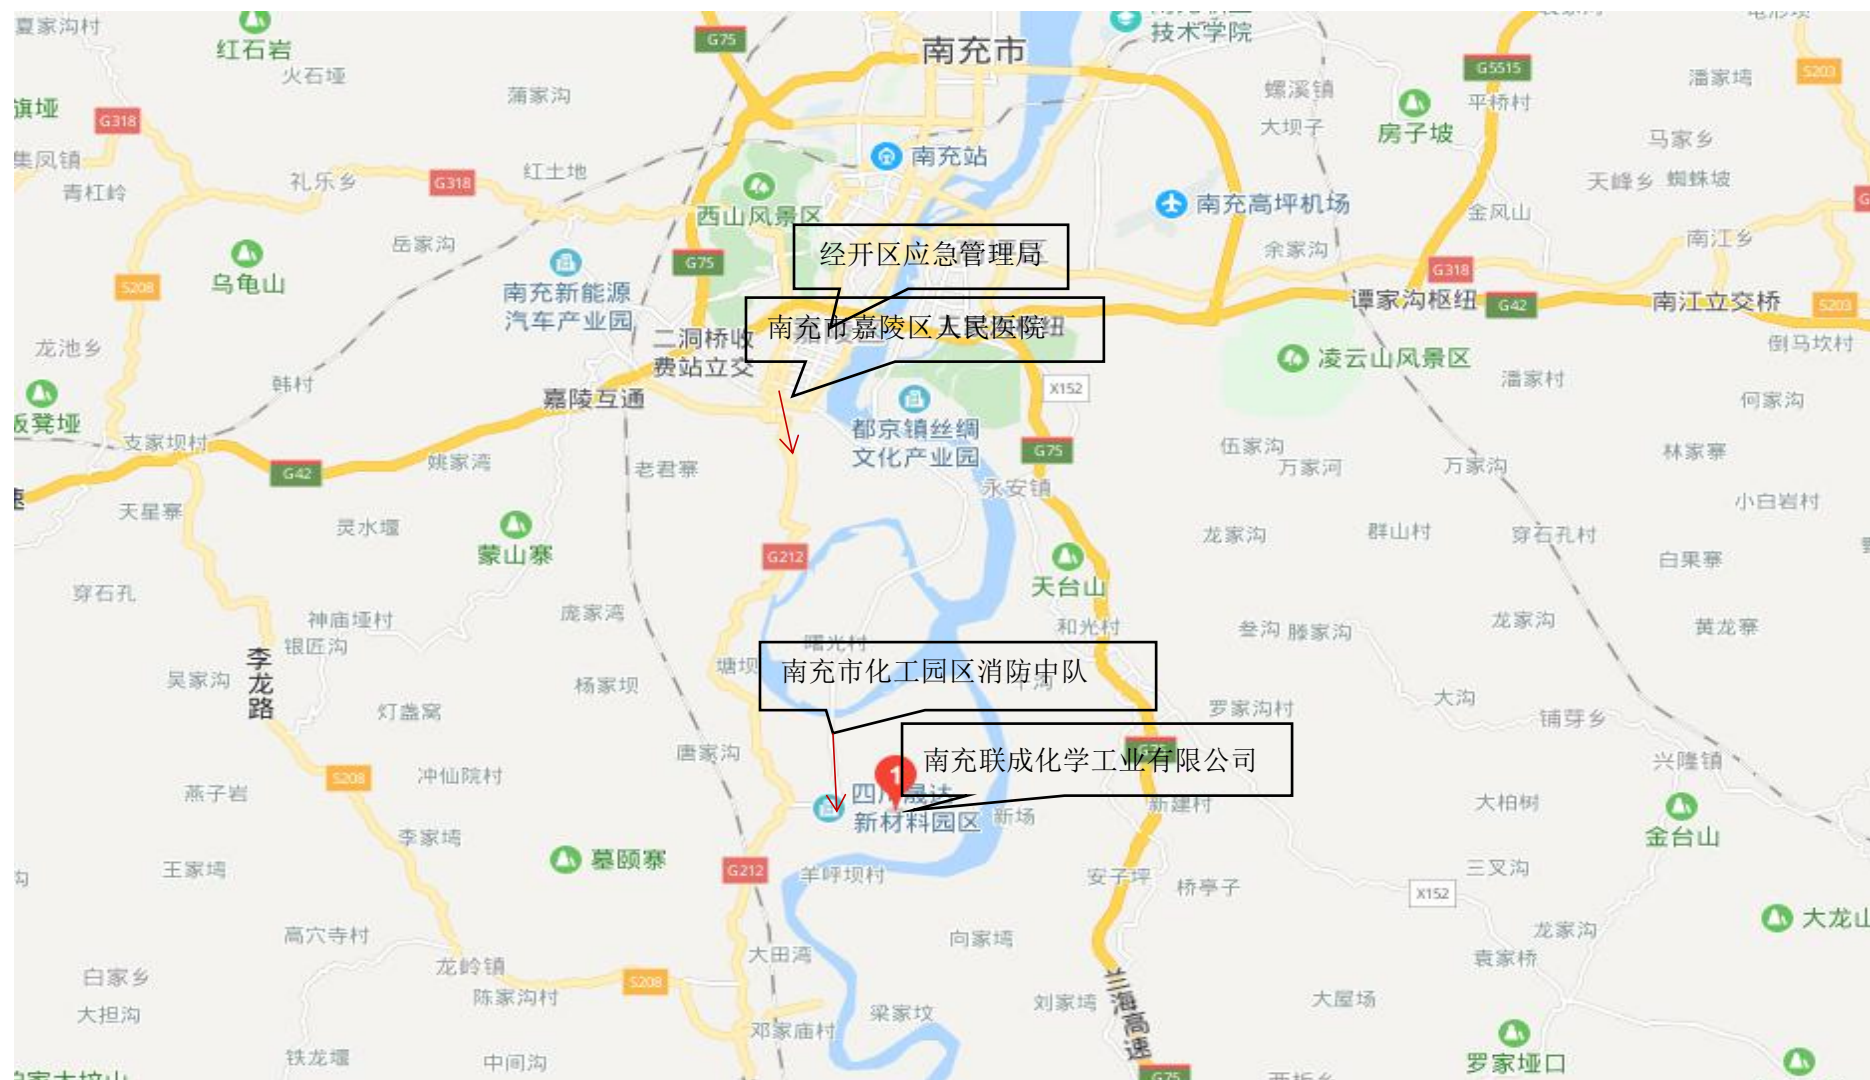 夏家沟村
红石岩
火石垭
G75
南充市
技术学院
G5515
潘家塆
S203
旗垭
G318
蒲家沟
螺溪镇
大坝子
房子坡
平桥村
马家乡
集凤镇
青杠岭
礼乐乡
G318
红土地
南充站
西山风景区
南充高坪机场
天峰乡
蜘蛛坡
金凤山
岳家沟
乌龟山
S208
南充新能源
汽车产业园
G75
经开区应急管理局
余家沟
G318
南江乡
谭家沟枢纽
G42
南江立交桥
S203
南充市嘉陵区人民医院
龙池乡
二洞桥收
费站立交
凌云山风景区
倒马坎村
韩村
嘉陵互通
X152
潘家村
何家沟
支家坝村
都京镇丝绸
文化产业园
G75
伍家沟
万家河
万家沟
林家寨
G42
姚家湾
老君寨
永安镇
小白岩村
天星寨
灵水堰
蒙山寨
G212
龙家沟
群山村
穿石孔村
白果寨
天台山
穿石孔
神庙垭村
银匠沟
庞家湾
曙光村
和光村
叁沟
滕家沟
龙家沟
黄龙寨
李龙路
吴家沟
灯盏窝
杨家坝
塘坝
南充市化工园区消防中队
罗家沟村
大沟
铺芽乡
唐家沟
南充联成化学工业有限公司
G75
兴隆镇
燕子岩
S208
冲仙院村
1
四川晟达
新材料园区
新场
新建村
大柏树
金台山
李家塆
王家塆
墓颐寨
G212
羊呼坝村
安子坪
桥亭子
三叉沟
X152
大龙山
高穴寺村
向家塆
龙家沟
袁家桥
白家乡
大担沟
龙岭镇
陈家沟村
S208
大田湾
梁家坟
刘家塆
兰海高速
大屋场
邓家庙村
铁龙堰
中间沟
罗家垭口
G75